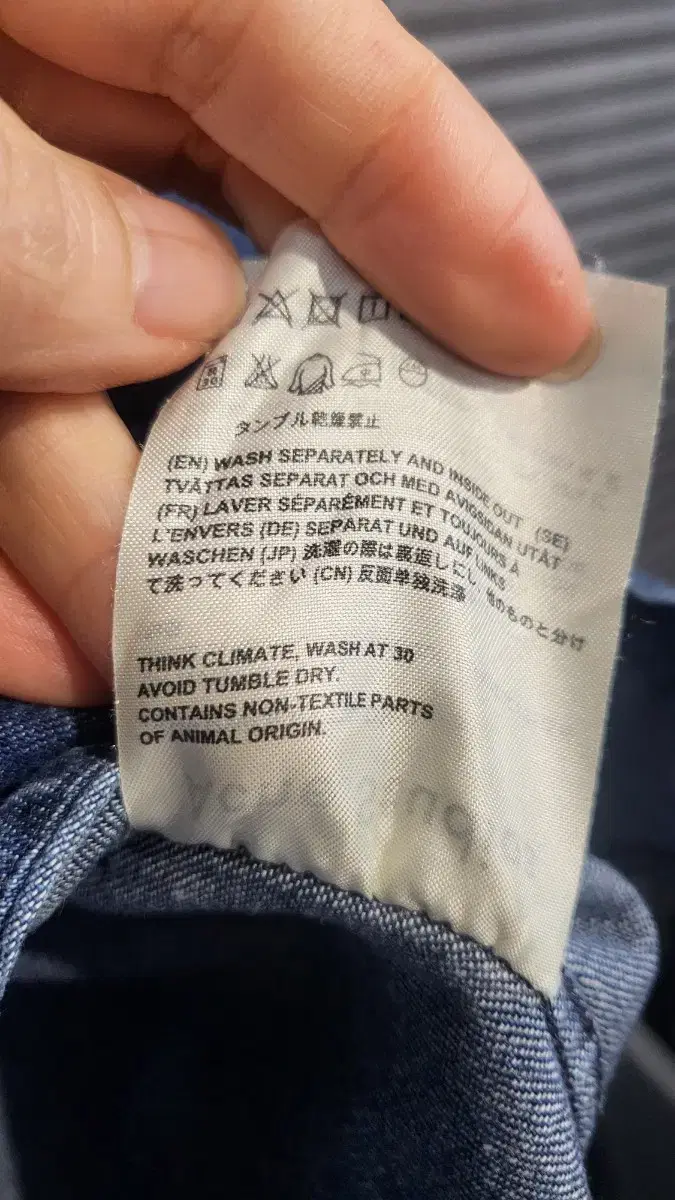 タンブル乾燥禁止
(EN) WASH SEPARATELY AND INSIDE OUT (SE)
TVÄTTAS SEPARAT OCH MED AVIGSIDAN UTÅT
(FR) LAVER SÉPARÉMENT ET TOUJOURS À
L'ENVERS (DE) SEPARAT UND AUF LINKS
WASCHEN (JP) 洗濯の際は裏返しにし 他のものと分け
て洗ってください (CN) 反面单独洗涤
THINK CLIMATE, WASH AT 30
AVOID TUMBLE DRY.
CONTAINS NON-TEXTILE PARTS
OF ANIMAL ORIGIN.